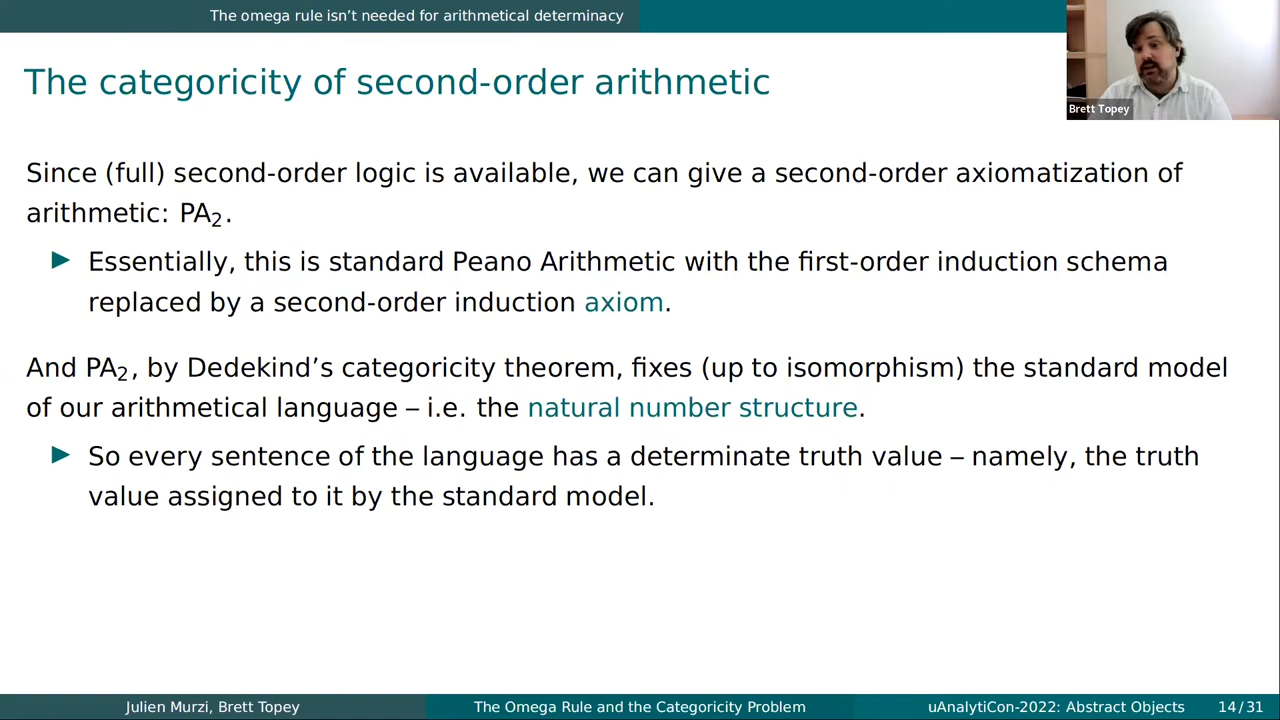 The omega rule isn’t needed for arithmetical determinacy
The categoricity of second-order arithmetic
Brett Topey
Since (full) second-order logic is available, we can give a second-order axiomatization of
arithmetic: PA₂.
▶ Essentially, this is standard Peano Arithmetic with the first-order induction schema
replaced by a second-order induction axiom.
And PA₂, by Dedekind’s categoricity theorem, fixes (up to isomorphism) the standard model
of our arithmetical language – i.e. the natural number structure.
▶ So every sentence of the language has a determinate truth value – namely, the truth
value assigned to it by the standard model.
Julien Murzi, Brett Topey
The Omega Rule and the Categoricity Problem
uAnalytiCon-2022: Abstract Objects
14/31